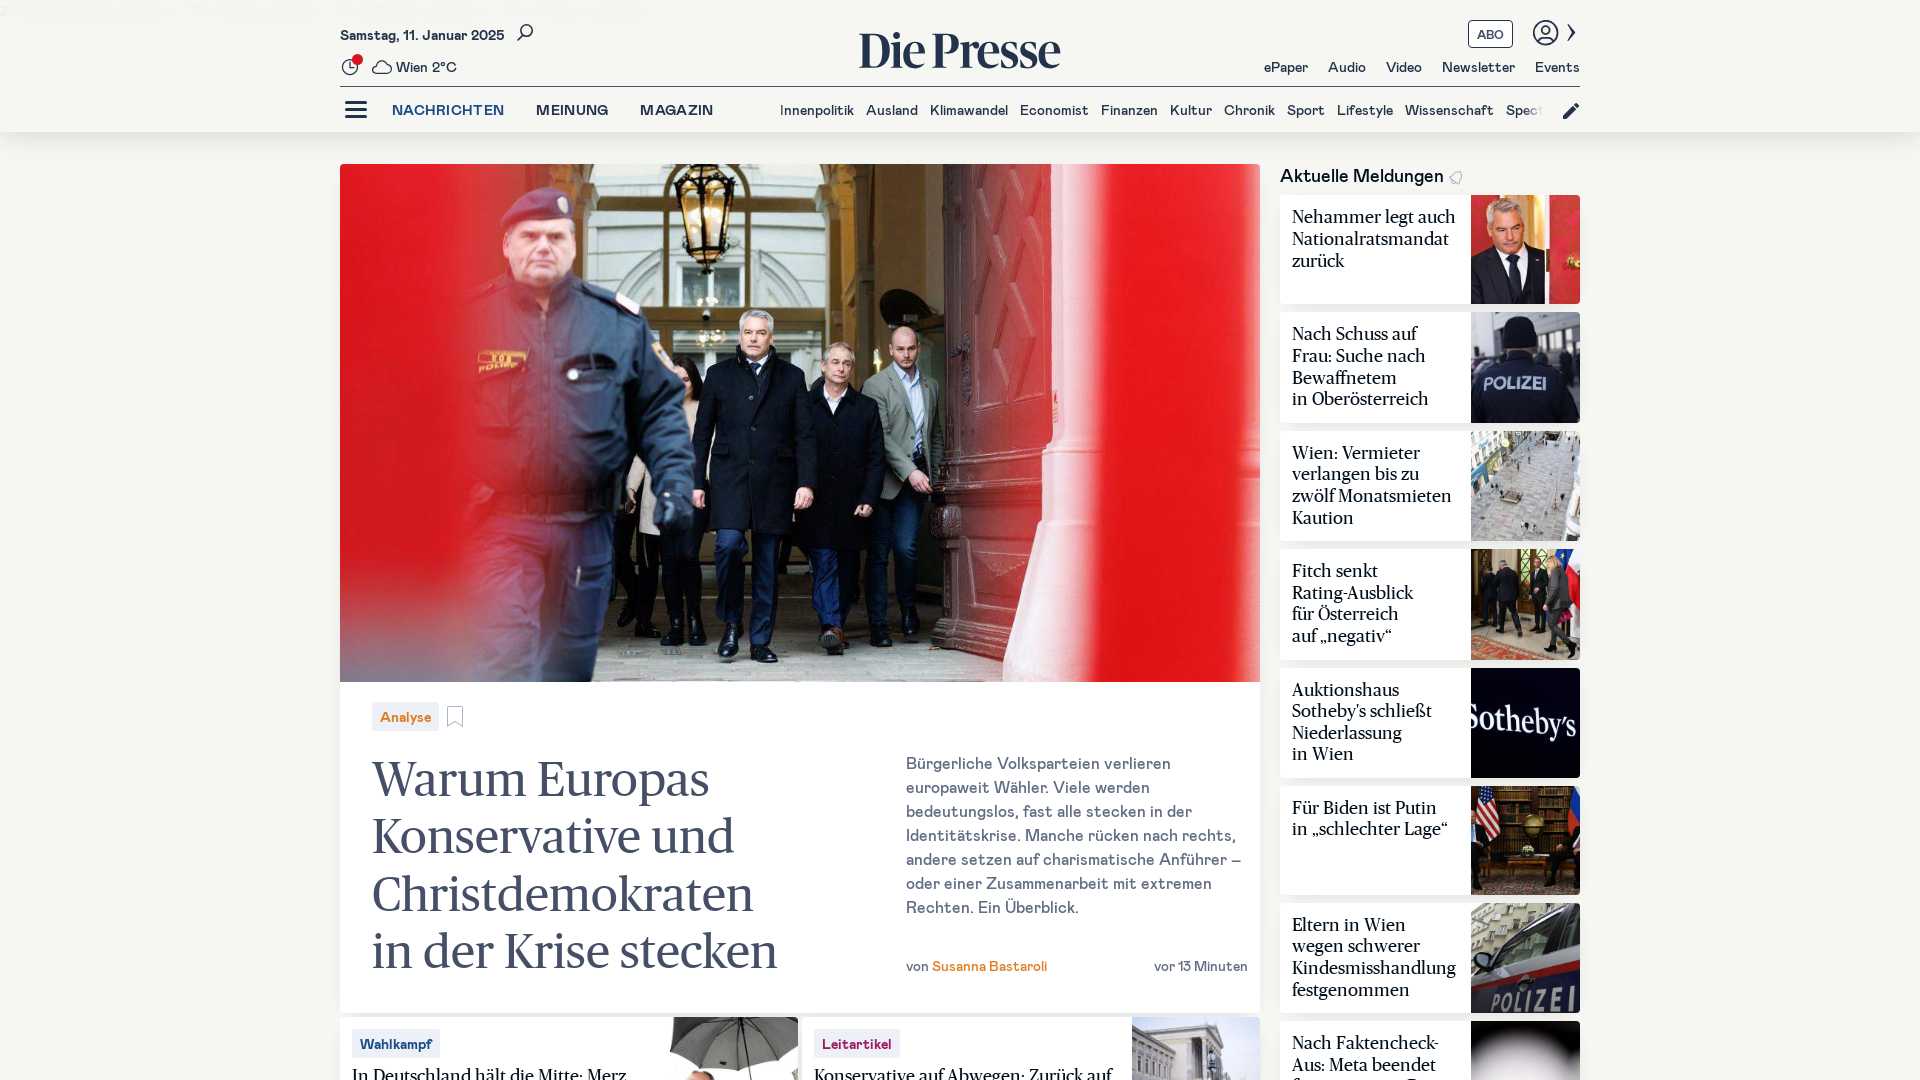 Samstag, 11. Januar 2025
Wien 2°C
Die Presse
ABO
ePaper Audio Video Newsletter Events
NACHRICHTEN MEINUNG MAGAZIN
Innenpolitik Ausland Klimawandel Economist Finanzen Kultur Chronik Sport Lifestyle Wissenschaft Spect
POLIZEI
Analyse
Warum Europas
Konservative und
Christdemokraten
in der Krise stecken
Bürgerliche Volksparteien verlieren
europaweit Wähler. Viele werden
bedeutungslos, fast alle stecken in der
Identitätskrise. Manche rücken nach rechts,
andere setzen auf charismatische Anführer –
oder einer Zusammenarbeit mit extremen
Rechten. Ein Überblick.
von Susanna Bastaroli
vor 13 Minuten
Wahlkampf
In Deutschland hält die Mitte: Merz
Leitartikel
Konservative auf Abwegen: Zurück auf
Aktuelle Meldungen
Nehammer legt auch
Nationalratsmandat
zurück
Nach Schuss auf
Frau: Suche nach
Bewaffnetem
in Oberösterreich
POLIZEI
Wien: Vermieter
verlangen bis zu
zwölf Monatsmieten
Kaution
Fitch senkt
Rating-Ausblick
für Österreich
auf „negativ“
Auktionshaus
Sotheby's schließt
Niederlassung
in Wien
Sotheby's
Für Biden ist Putin
in „schlechter Lage“
Eltern in Wien
wegen schwerer
Kindesmisshandlung
festgenommen
POLIZEI
Nach Faktencheck-
Aus: Meta beendet